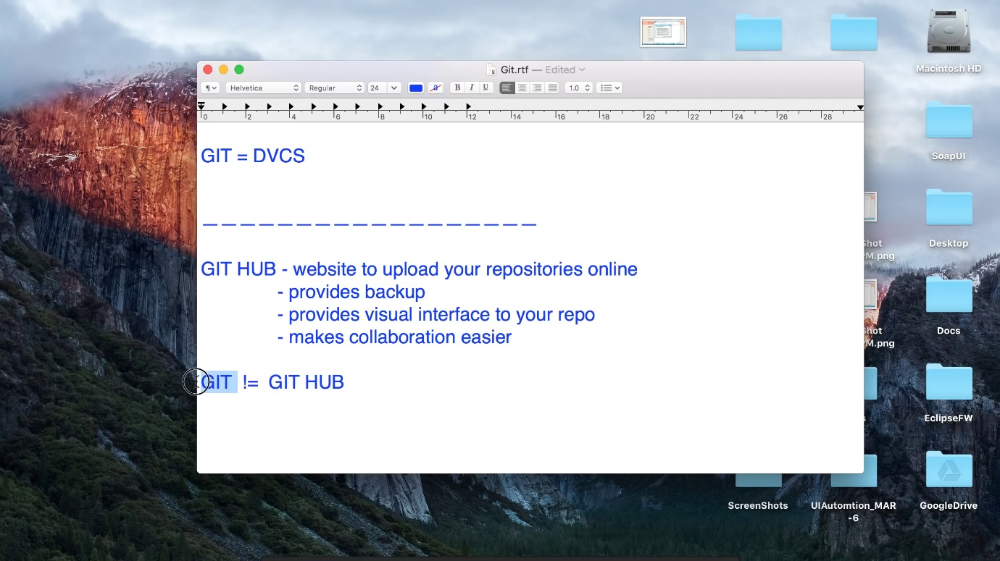 Git.rtf — Edited
¶ Helvetica Regular 24 a B I U 1.0
0 2 4 6 8 10 12 14 16 18 20 22 24 26 28
GIT = DVCS
— — — — — — — — — — — — — — — — — —
GIT HUB - website to upload your repositories online
- provides backup
- provides visual interface to your repo
- makes collaboration easier
GIT != GIT HUB
Macintosh HD
SoapUI
Desktop
Docs
EclipseFW
GoogleDrive
M.png
M.png
ScreenShots
UIAutomtion_MAR
-6